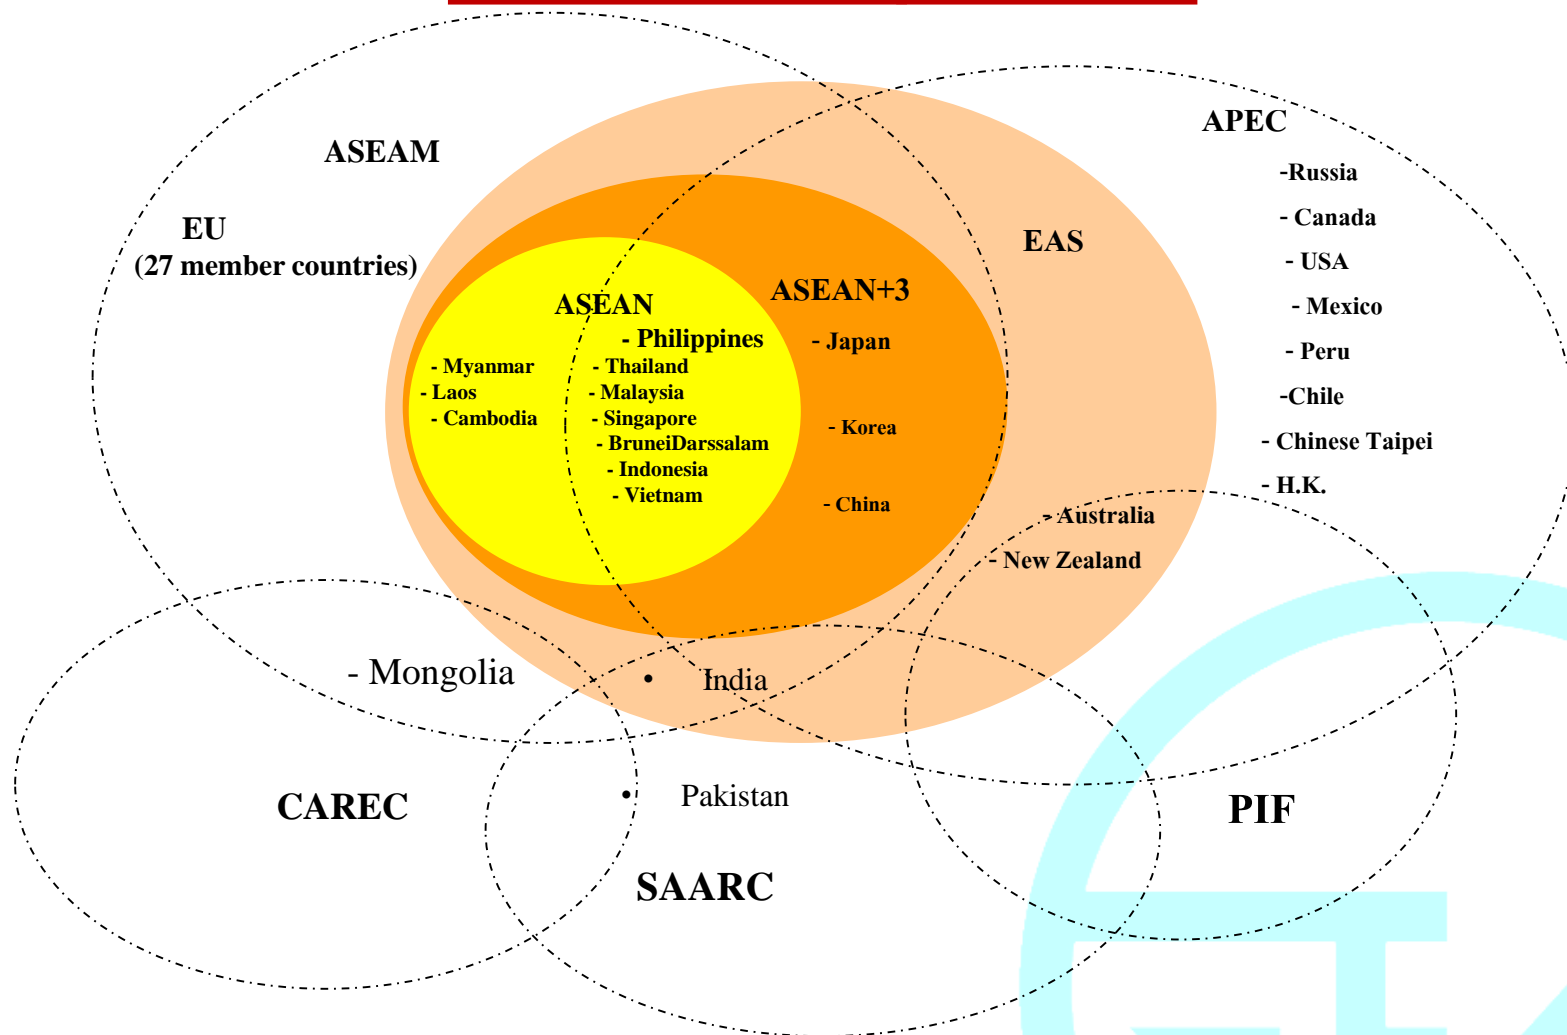 ASEAM
EU
(27 member countries)
APEC
-Russia
- Canada
- USA
- Mexico
- Peru
-Chile
- Chinese Taipei
- H.K.
EAS
ASEAN+3
- Japan
- Korea
- China
ASEAN
- Philippines
- Myanmar
- Laos
- Cambodia
- Thailand
- Malaysia
- Singapore
- BruneiDarssalam
- Indonesia
- Vietnam
- Australia
- New Zealand
- Mongolia
• India
• Pakistan
CAREC
SAARC
PIF